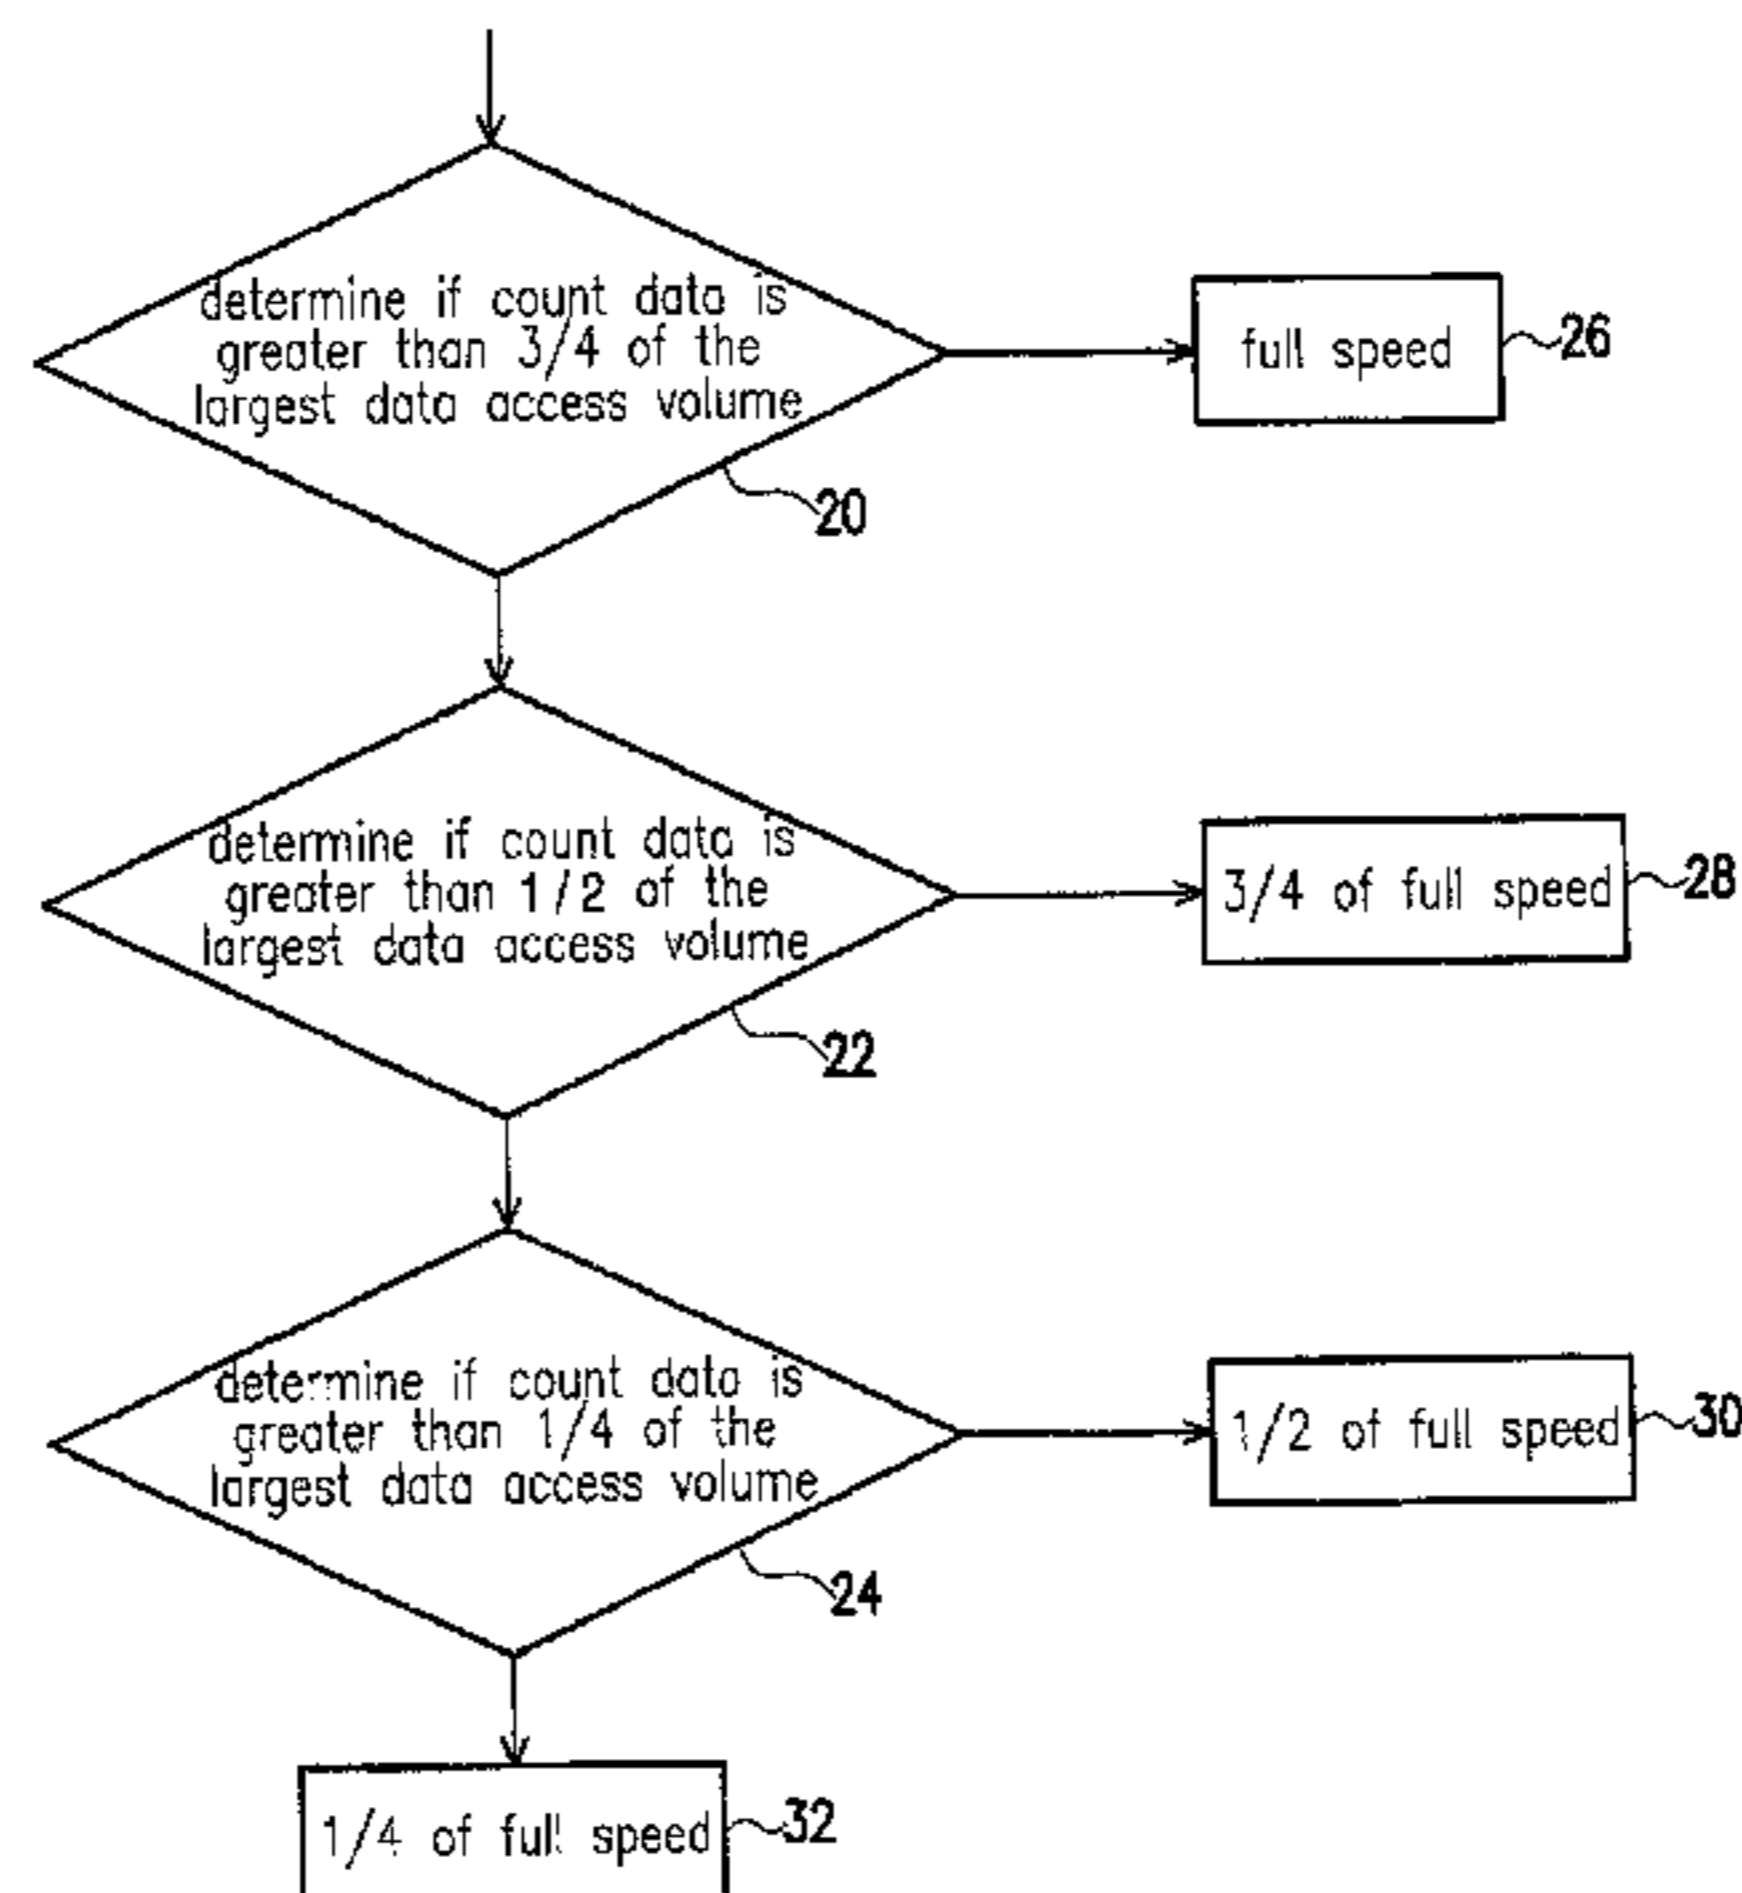 determine if count data is
greater than 3/4 of the
largest data access volume
20
full speed
26
determine if count data is
greater than 1/2 of the
largest data access volume
22
3/4 of full speed
28
determine if count data is
greater than 1/4 of the
largest data access volume
24
1/2 of full speed
30
1/4 of full speed
32